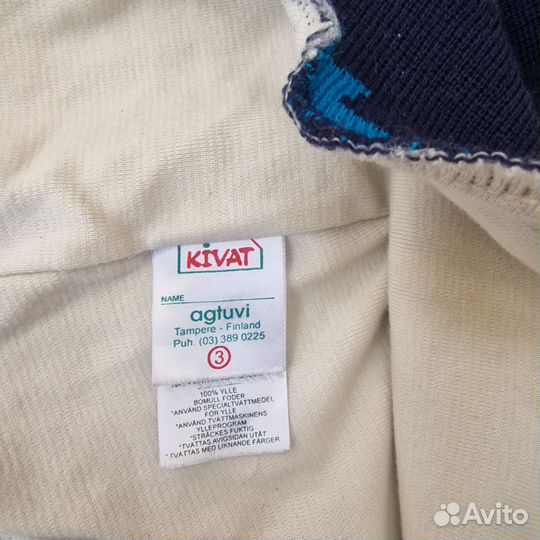 KiVAT
NAME
agtuvi
Tampere - Finland
Puh. (03) 389 0225
3
100% YLLE
BOMULL FODER
*ANVÄND SPECIALTVÄTTMEDEL
FÖR YLLE
*ANVÄND TVÄTTMASKINENS
YLLEPROGRAM
*STRÄCKES FUKTIG
*TVÄTTAS AVIGSIDAN UTÅT
*TVÄTTAS MED LIKNANDE FÄRGER
Avito